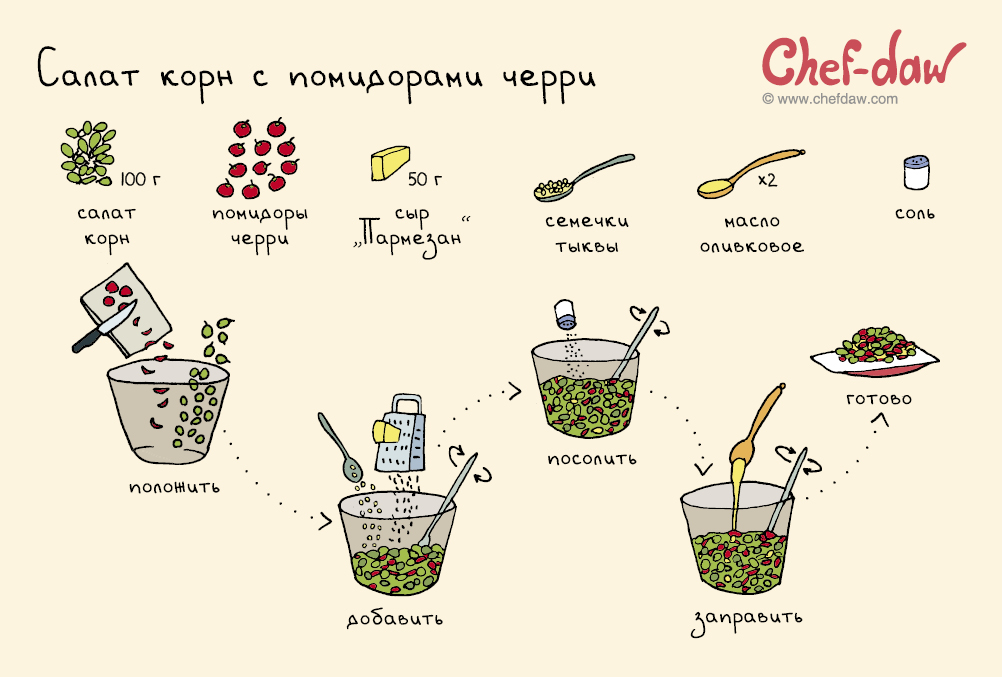 Салат корн с помидорами черри
Chef-daw
© www.chefdaw.com
100 г
салат
корн
помидоры
черри
50 г
сыр
„Пармезан“
семечки
тыквы
x2
масло
оливковое
соль
положить
добавить
посолить
заправить
готово